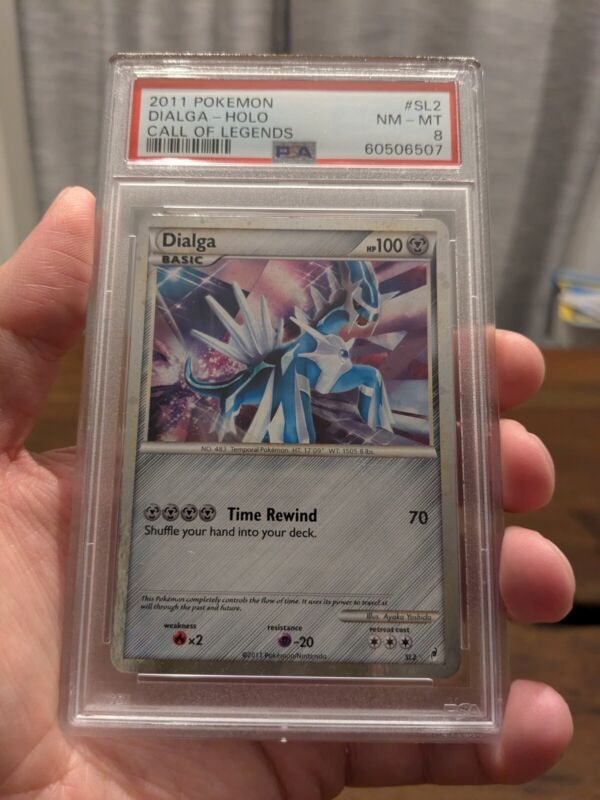 2011 POKEMON #SL2
DIALGA - HOLO NM - MT
CALL OF LEGENDS 8
PSA 60506507
Dialga HP100
BASIC
NO. 483 Temporal Pokémon HT: 17'09" WT: 1505.8 lbs.
Time Rewind 70
Shuffle your hand into your deck.
This Pokémon completely controls the flow of time. It uses its power to travel at
will through the past and future.
Illus. Ayaka Yoshida
weakness resistance retreat cost
×2 -20
©2011 Pokémon/Nintendo SL2
PSA